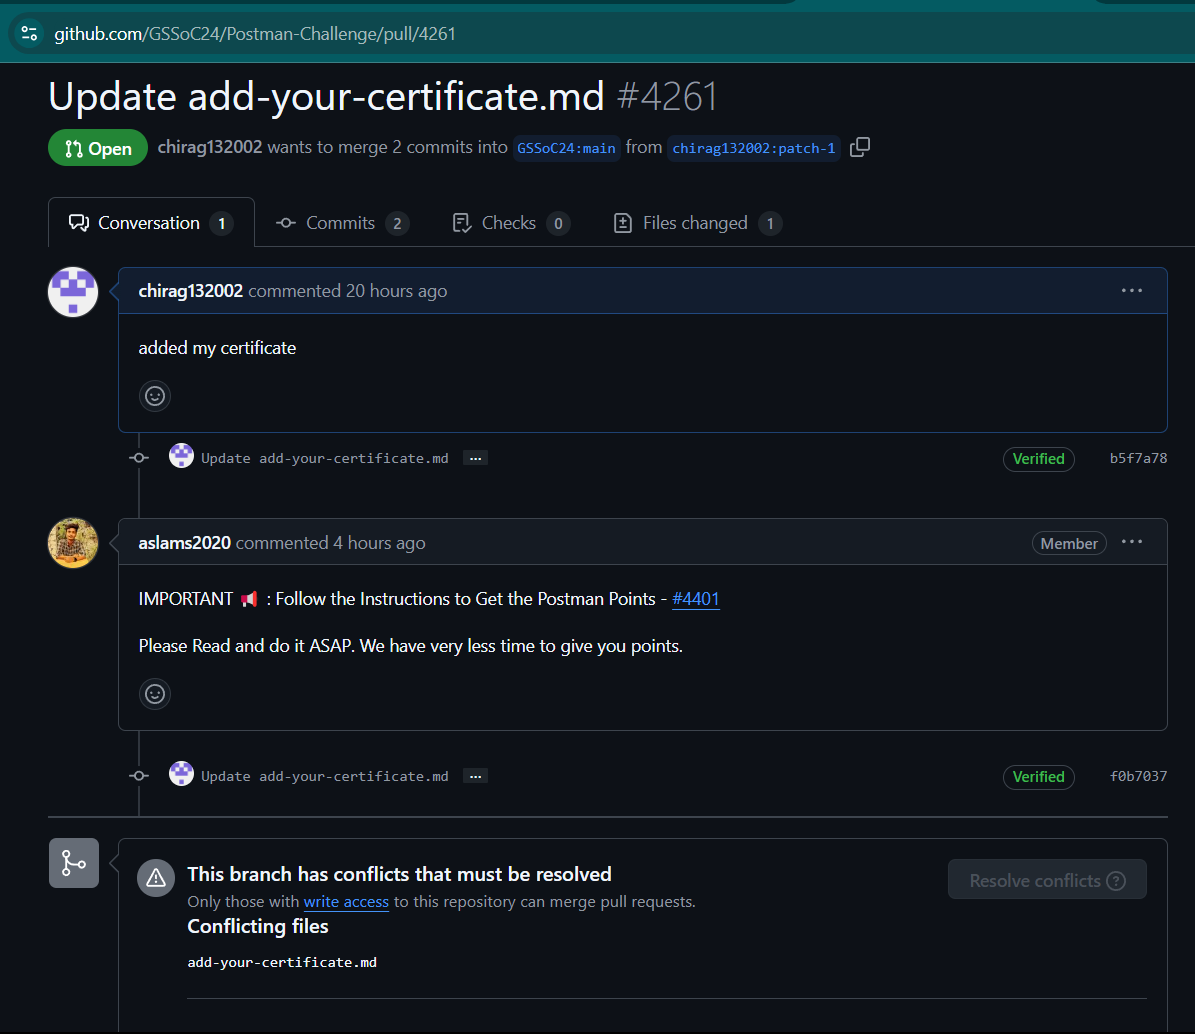 github.com/GSSoC24/Postman-Challenge/pull/4261
Update add-your-certificate.md #4261
Open chirag132002 wants to merge 2 commits into GSSoC24:main from chirag132002:patch-1
Conversation 1 Commits 2 Checks 0 Files changed 1
chirag132002 commented 20 hours ago ...
added my certificate
Update add-your-certificate.md ... Verified b5f7a78
aslams2020 commented 4 hours ago Member ...
IMPORTANT 📢 : Follow the Instructions to Get the Postman Points - #4401
Please Read and do it ASAP. We have very less time to give you points.
Update add-your-certificate.md ... Verified f0b7037
This branch has conflicts that must be resolved Resolve conflicts ?
Only those with write access to this repository can merge pull requests.
Conflicting files
add-your-certificate.md